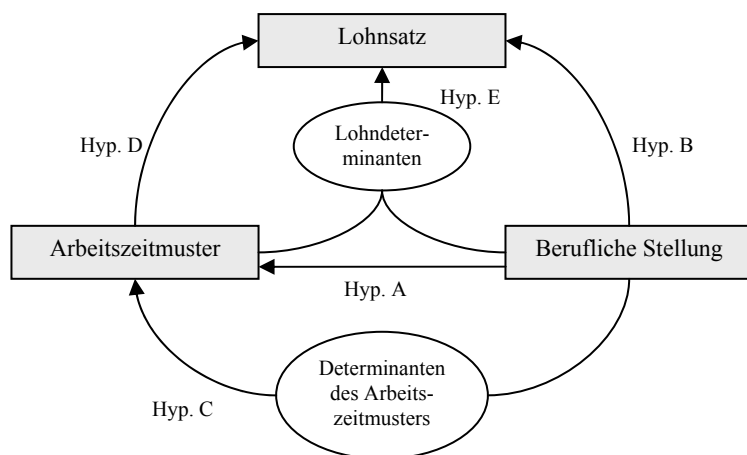 Lohnsatz
Hyp. E
Lohndeter-
minanten
Hyp. D
Hyp. B
Arbeitszeitmuster
Berufliche Stellung
Hyp. A
Determinanten
des Arbeits-
zeitmusters
Hyp. C